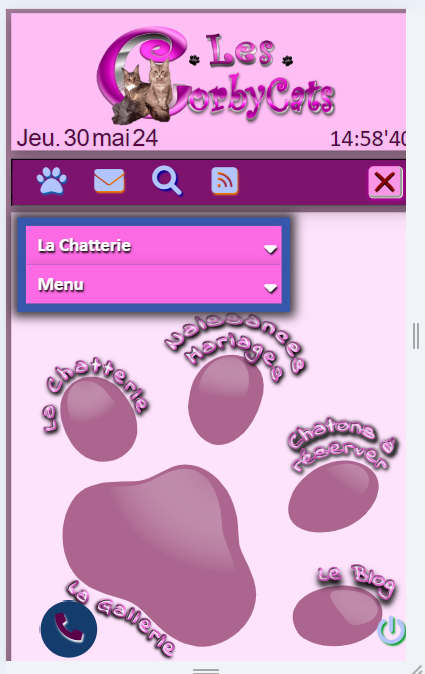 Les
CorbyCats
Jeu. 30 mai 24
14:58'40
La Chatterie
Menu
Naissances
Mariages
La Chatterie
Chatons à
réserver
Le Blog
La Gallerie